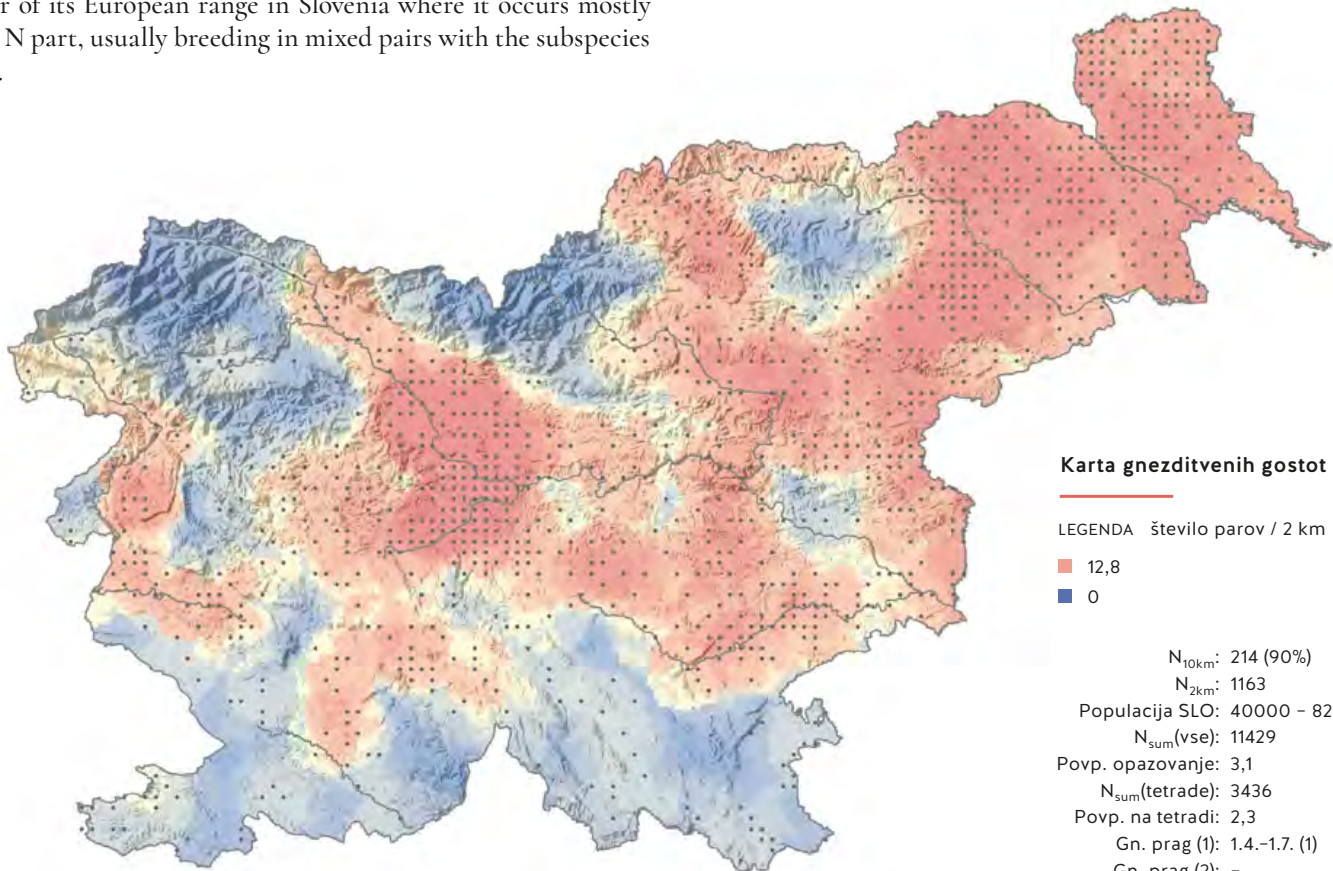 r of its European range in Slovenia where it occurs mostly
N part, usually breeding in mixed pairs with the subspecies
.
Karta gnezditvenih gostot
LEGENDA število parov / 2 km
12,8
0
N10km: 214 (90%)
N2km: 1163
Populacija SLO: 40000 – 82
Nsum(vse): 11429
Povp. opazovanje: 3,1
Nsum(tetrade): 3436
Povp. na tetradi: 2,3
Gn. prag (1): 1.4.–1.7. (1)
Gn. prag (2): –